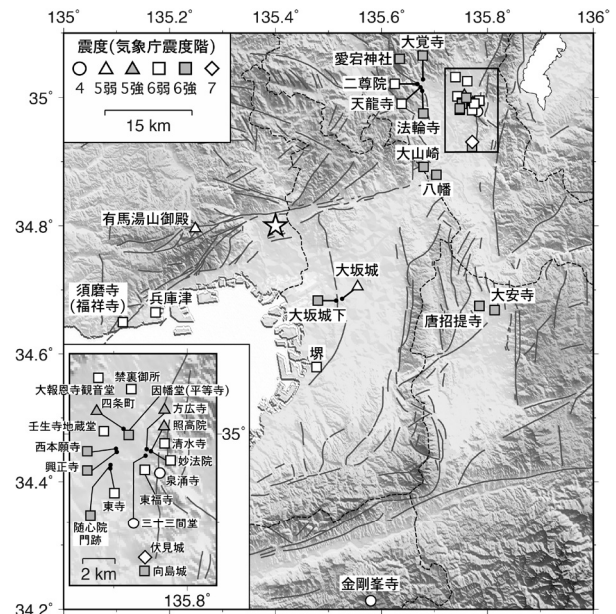 135.0° 135.2° 135.4° 135.6° 135.8° 136°
35°
34.8°
34.6°
34.4°
34.2°
震度(気象庁震度階)
4 5弱 5強 6弱 6強 7
15 km
大覚寺
愛宕神社
二尊院
天龍寺
法輪寺
大山崎
八幡
有馬湯山御殿
須磨寺
(福祥寺)
兵庫津
大坂城
大坂城下
大安寺
唐招提寺
堺
金剛峯寺
禁裏御所
大報恩寺観音堂
因幡堂(平等寺)
四条町
方広寺
壬生寺地蔵堂
照高院
西本願寺
清水寺
興正寺
妙法院
泉涌寺
東寺
東福寺
随心院
門跡
三十三間堂
伏見城
向島城
2 km
35°
135.8°